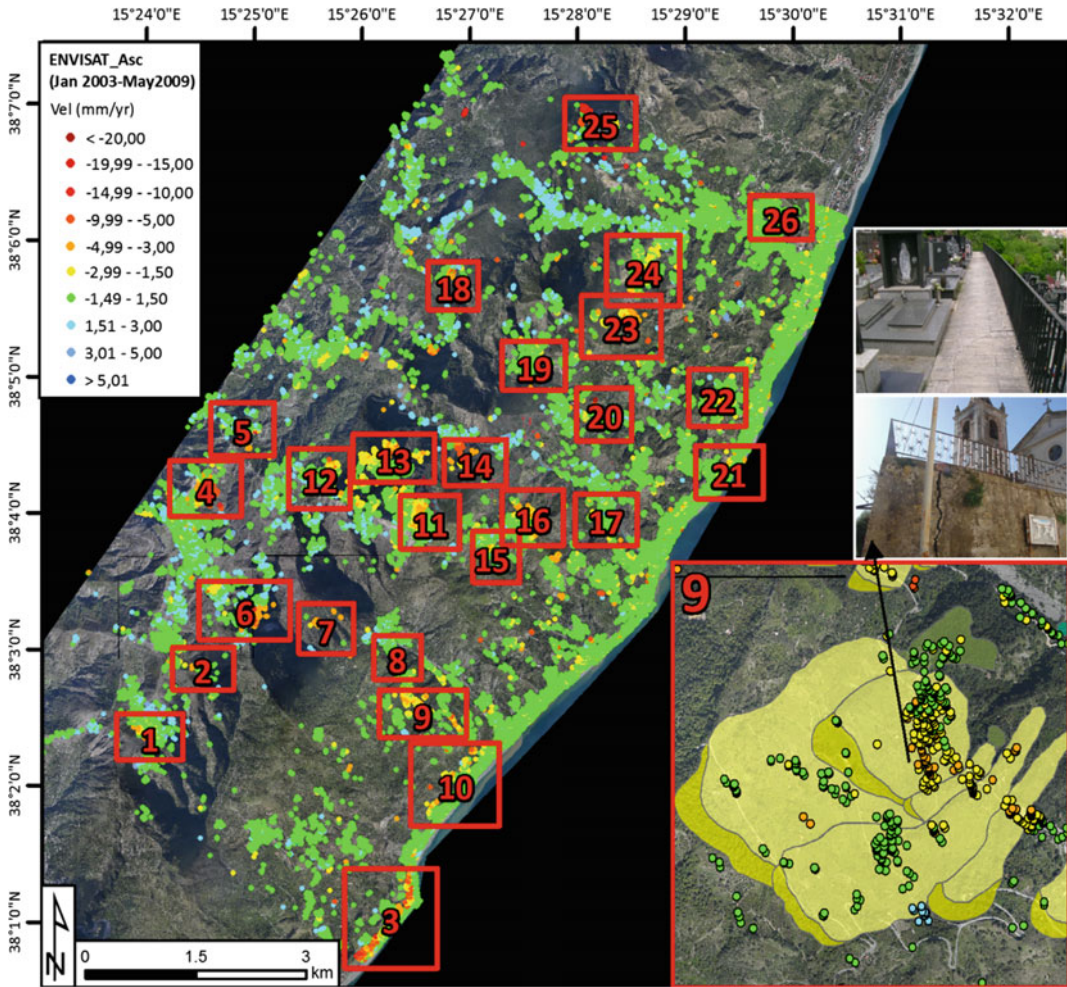 15°24'0"E 15°25'0"E 15°26'0"E 15°27'0"E 15°28'0"E 15°29'0"E 15°30'0"E 15°31'0"E 15°32'0"E
ENVISAT_Asc
(Jan 2003-May2009)
Vel (mm/yr)
< -20,00
-19,99 - -15,00
-14,99 - -10,00
-9,99 - -5,00
-4,99 - -3,00
-2,99 - -1,50
-1,49 - 1,50
1,51 - 3,00
3,01 - 5,00
> 5,01
38°7'0"N
38°6'0"N
38°5'0"N
38°4'0"N
38°3'0"N
38°2'0"N
38°1'0"N
25
26
24
18
23
19
22
20
5
21
13
14
12
4
16
17
11
15
6
7
8
2
9
1
10
3
9
N
0 1.5 3
km